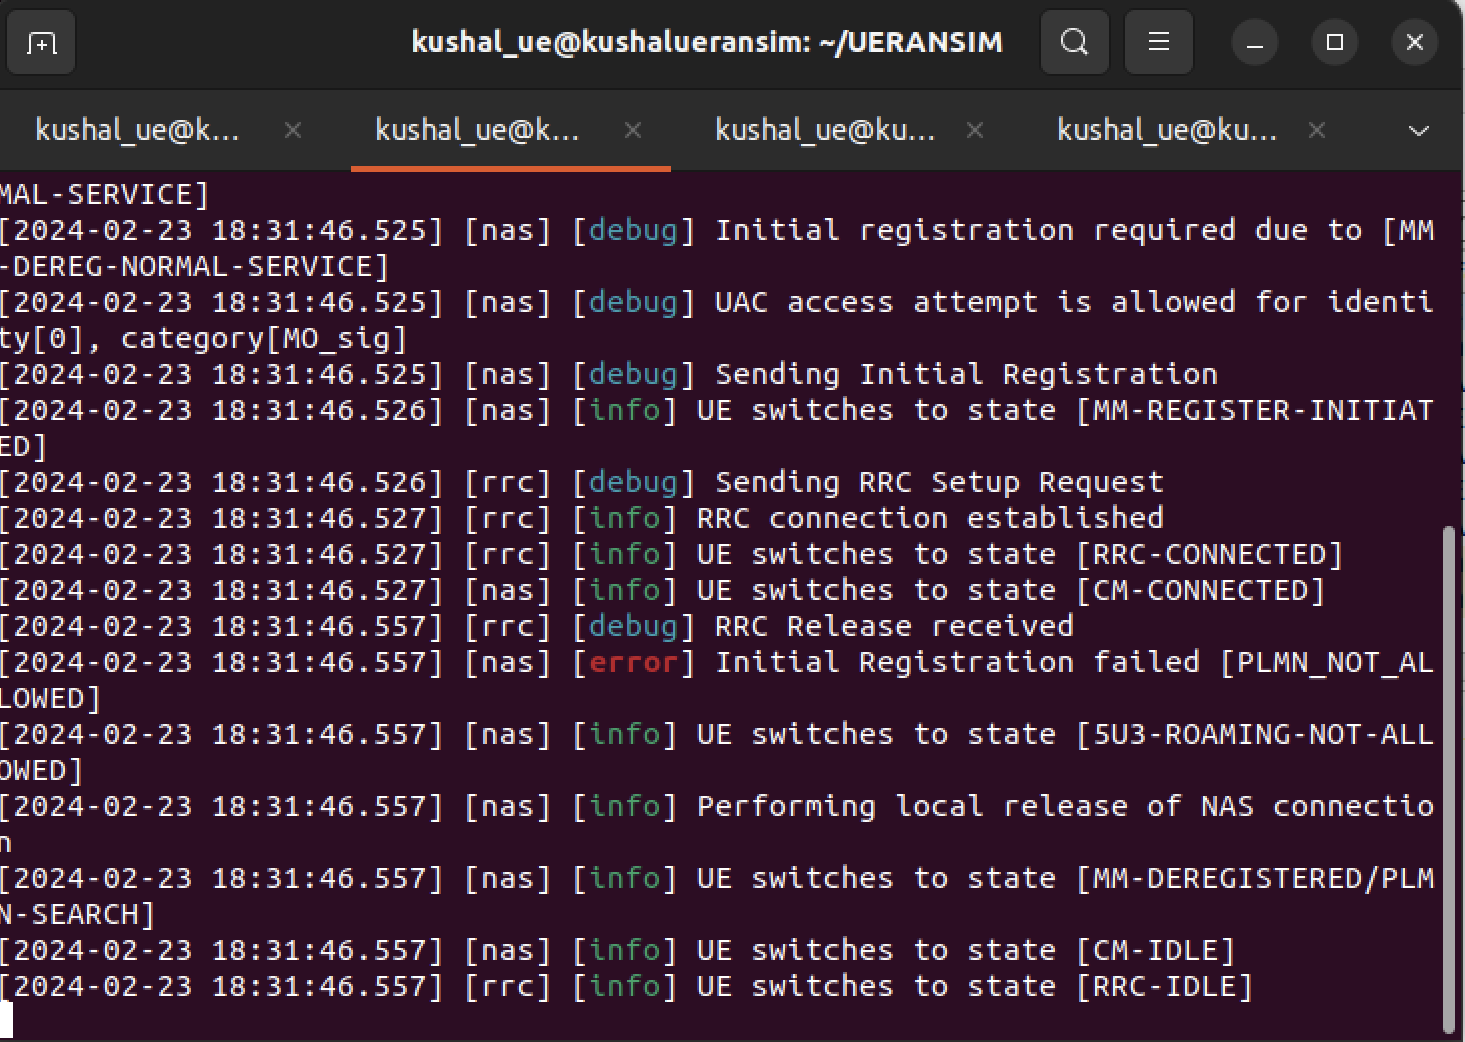 kushal_ue@kushalueransim: ~/UERANSIM
kushal_ue@k... kushal_ue@k... kushal_ue@ku... kushal_ue@ku...
MAL-SERVICE]
[2024-02-23 18:31:46.525] [nas] [debug] Initial registration required due to [MM
-DEREG-NORMAL-SERVICE]
[2024-02-23 18:31:46.525] [nas] [debug] UAC access attempt is allowed for identi
ty[0], category[MO_sig]
[2024-02-23 18:31:46.525] [nas] [debug] Sending Initial Registration
[2024-02-23 18:31:46.526] [nas] [info] UE switches to state [MM-REGISTER-INITIAT
ED]
[2024-02-23 18:31:46.526] [rrc] [debug] Sending RRC Setup Request
[2024-02-23 18:31:46.527] [rrc] [info] RRC connection established
[2024-02-23 18:31:46.527] [rrc] [info] UE switches to state [RRC-CONNECTED]
[2024-02-23 18:31:46.527] [nas] [info] UE switches to state [CM-CONNECTED]
[2024-02-23 18:31:46.557] [rrc] [debug] RRC Release received
[2024-02-23 18:31:46.557] [nas] [error] Initial Registration failed [PLMN_NOT_AL
LOWED]
[2024-02-23 18:31:46.557] [nas] [info] UE switches to state [5U3-ROAMING-NOT-ALL
OWED]
[2024-02-23 18:31:46.557] [nas] [info] Performing local release of NAS connectio
n
[2024-02-23 18:31:46.557] [nas] [info] UE switches to state [MM-DEREGISTERED/PLM
N-SEARCH]
[2024-02-23 18:31:46.557] [nas] [info] UE switches to state [CM-IDLE]
[2024-02-23 18:31:46.557] [rrc] [info] UE switches to state [RRC-IDLE]